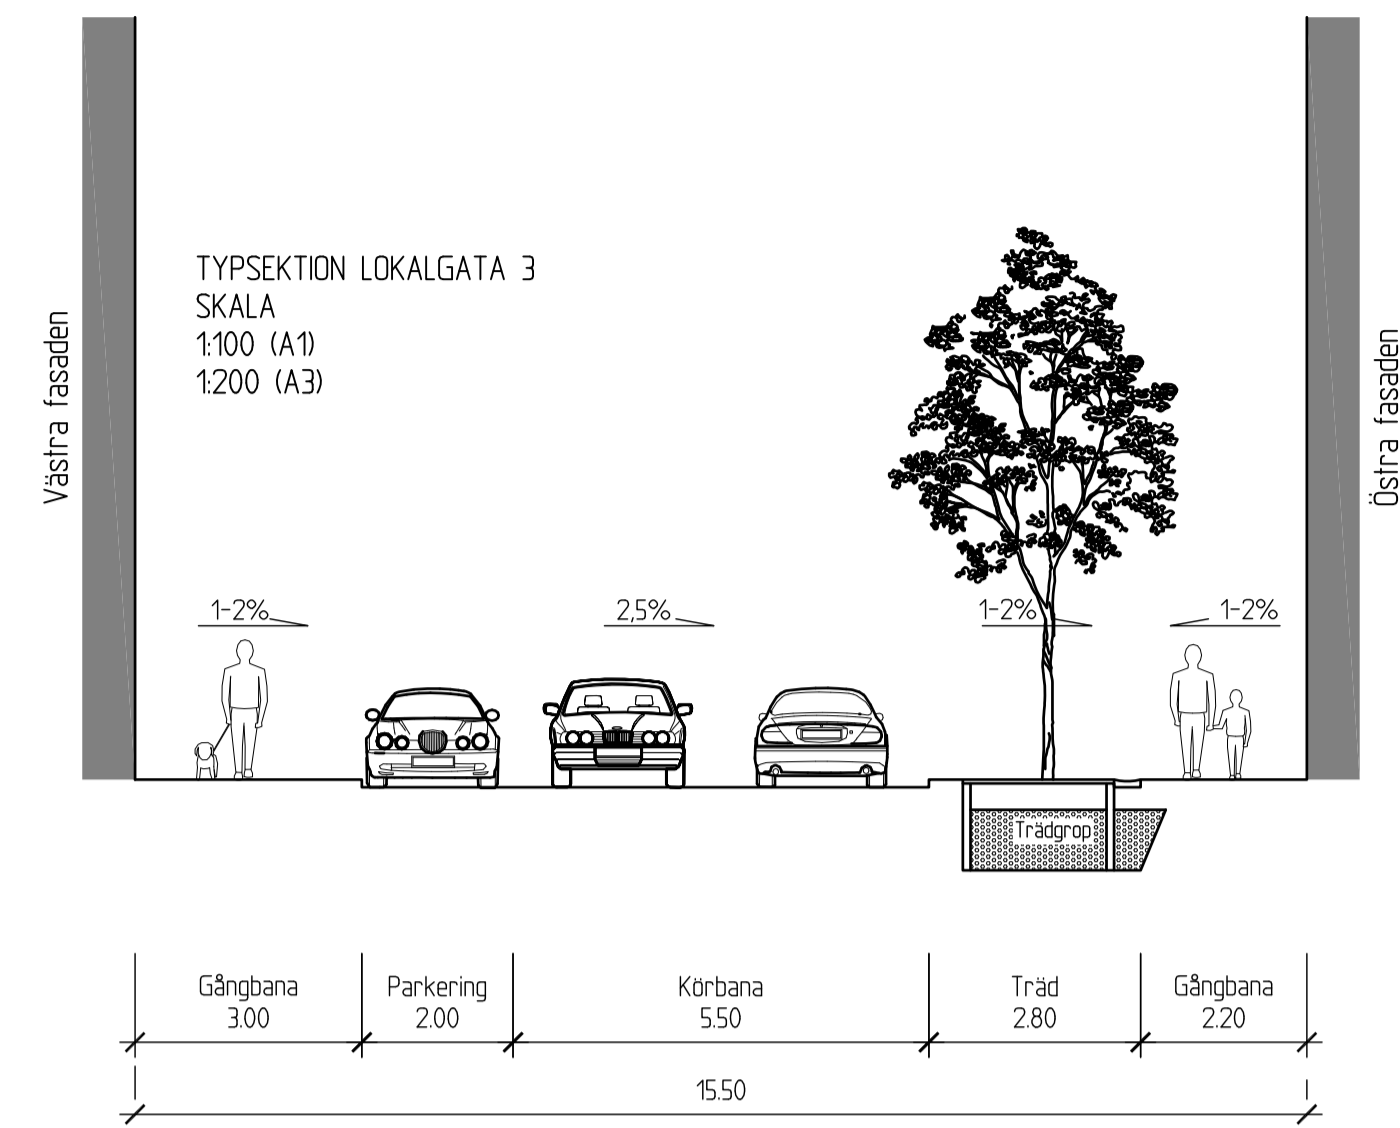 TYPSEKTION LOKALGATA 3
SKALA
1:100 (A1)
1:200 (A3)
Västra fasaden
Östra fasaden
1-2%
2,5%
1-2%
1-2%
Trädgrop
Gångbana
3.00
Parkering
2.00
Körbana
5.50
Träd
2.80
Gångbana
2.20
15.50